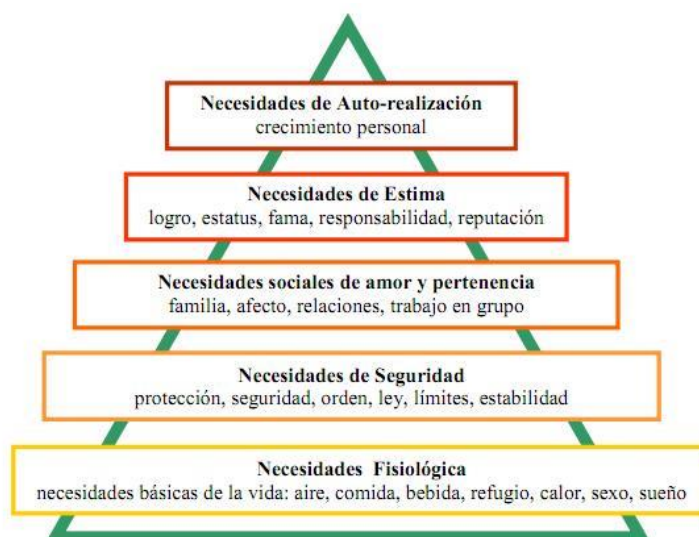 Necesidades de Auto-realización
crecimiento personal
Necesidades de Estima
logro, estatus, fama, responsabilidad, reputación
Necesidades sociales de amor y pertenencia
familia, afecto, relaciones, trabajo en grupo
Necesidades de Seguridad
protección, seguridad, orden, ley, límites, estabilidad
Necesidades Fisiológica
necesidades básicas de la vida: aire, comida, bebida, refugio, calor, sexo, sueño